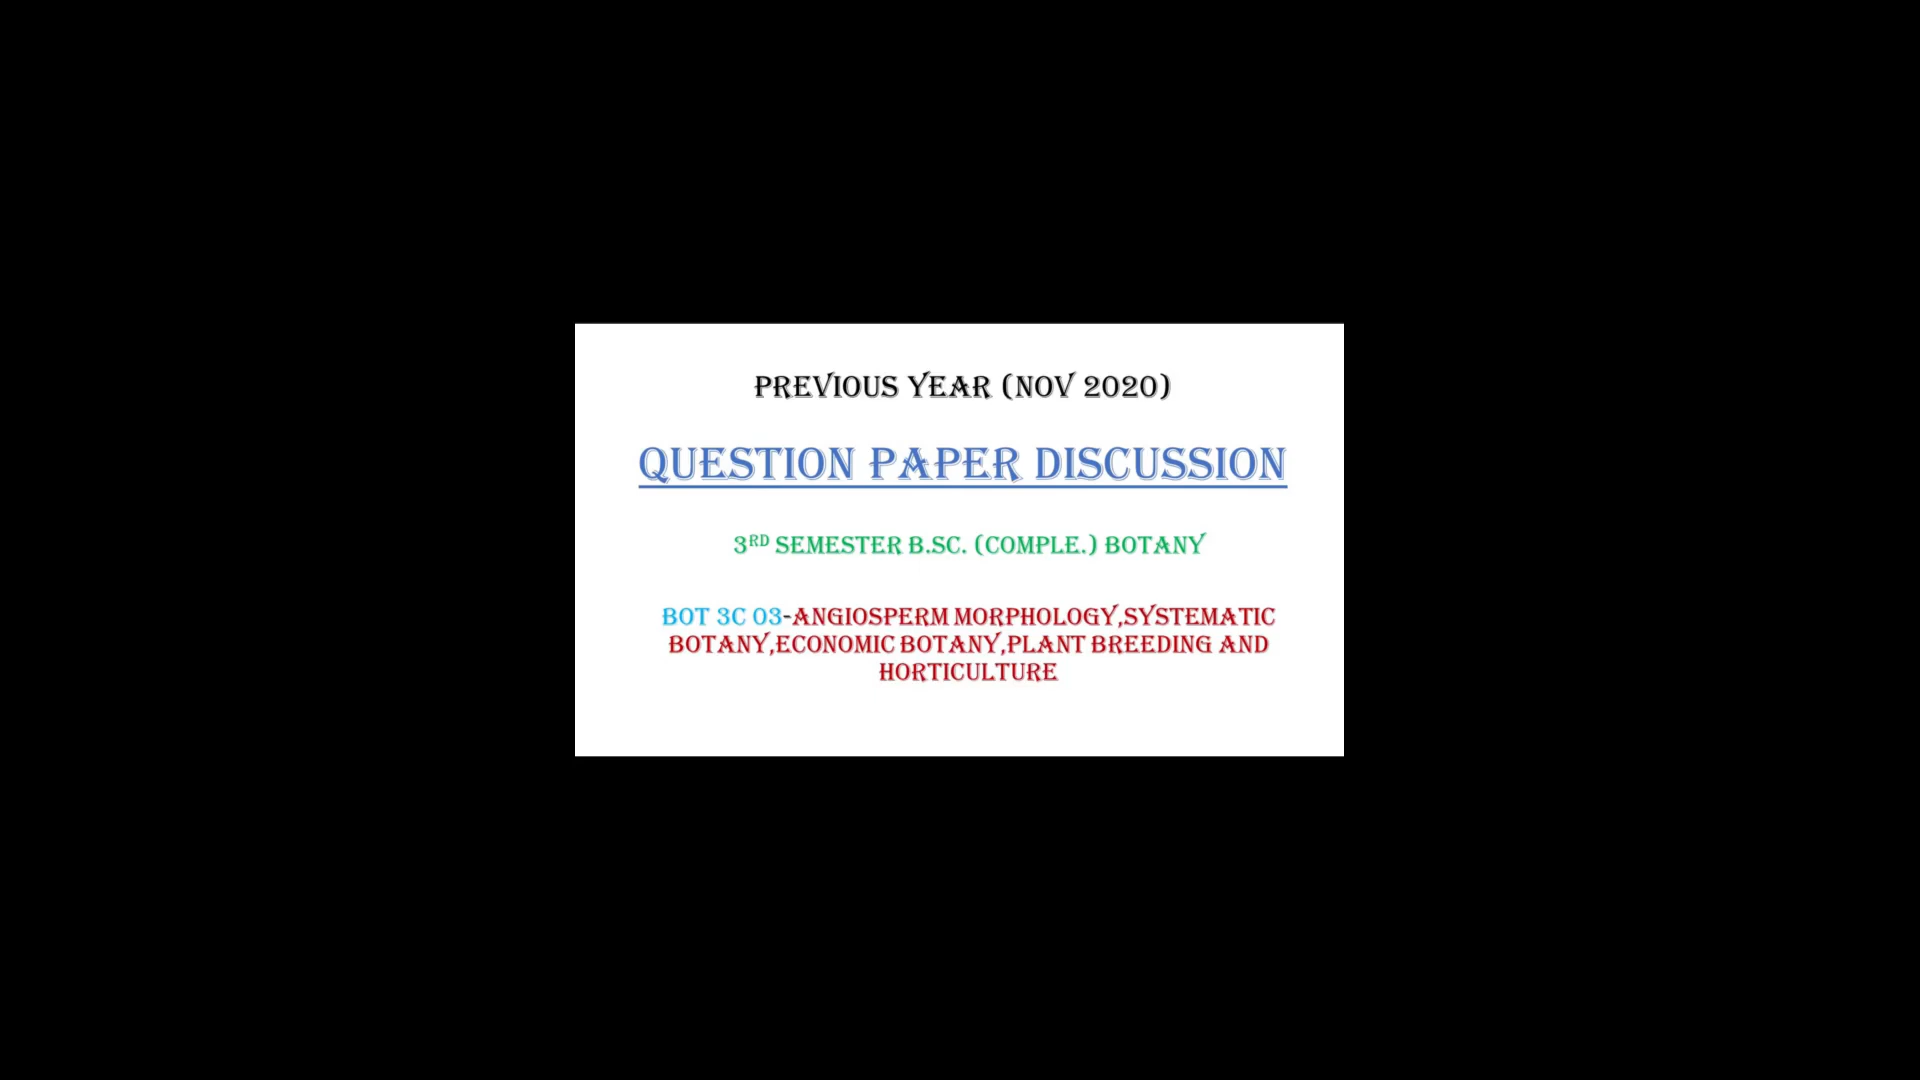 PREVIOUS YEAR (NOV 2020)
QUESTION PAPER DISCUSSION
3RD SEMESTER B.SC. (COMPLE.) BOTANY
BOT 3C 03-ANGIOSPERM MORPHOLOGY,SYSTEMATIC
BOTANY,ECONOMIC BOTANY,PLANT BREEDING AND
HORTICULTURE